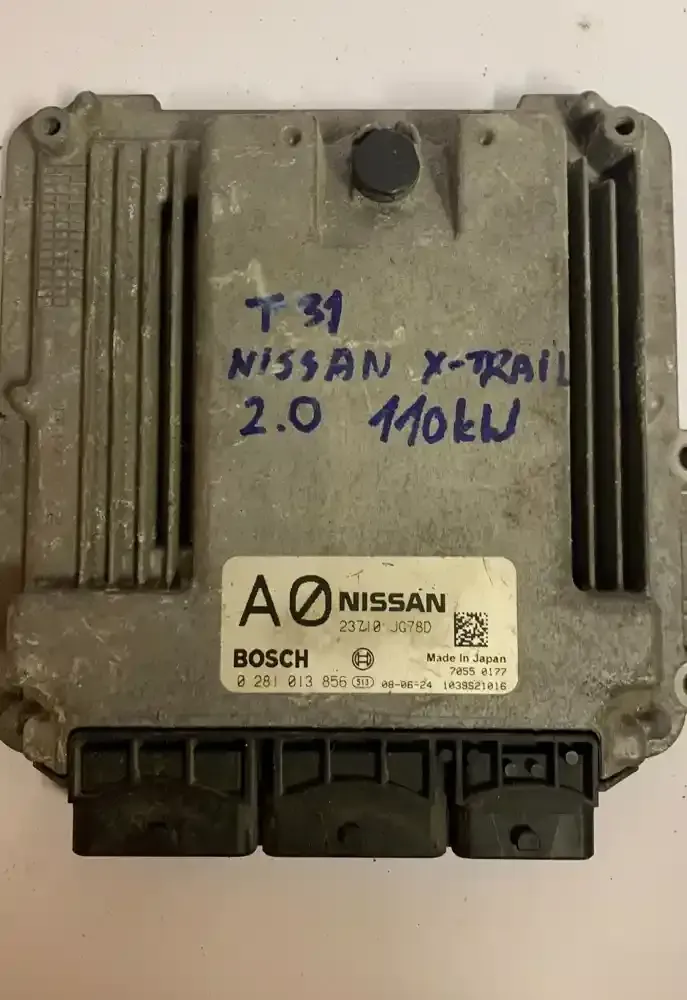 T31
NISSAN X-TRAIL
2.0 110kW
A0 NISSAN
23710 JG78D
BOSCH Made in Japan
7055 0177
0 281 013 856 S13 08-06-24 1039S21016